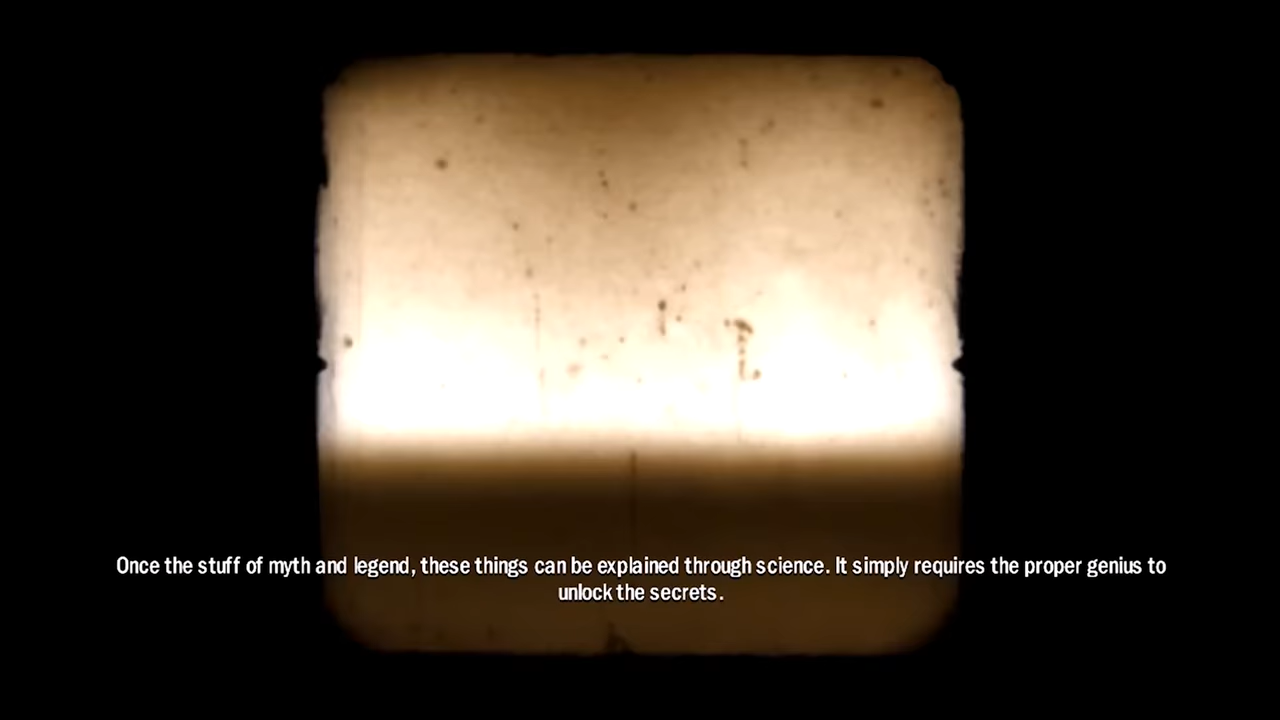 Once the stuff of myth and legend, these things can be explained through science. It simply requires the proper genius to
unlock the secrets.